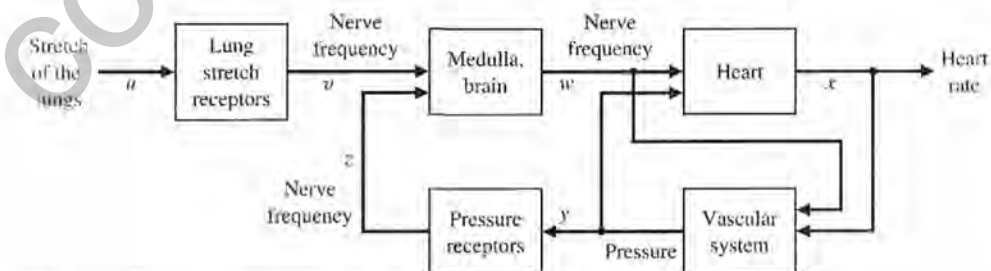 CO
Stretch
of the
lungs
a
Lung
stretch
receptors
Nerve
frequency
v
Medulla,
brain
Nerve
frequency
w
Heart
x
Heart
rate
z
Nerve
frequency
Pressure
receptors
y
Pressure
Vascular
system